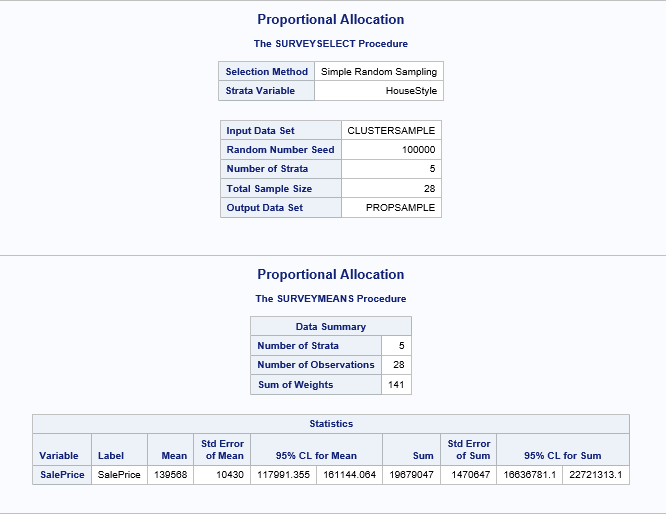 Proportional Allocation
The SURVEYSELECT Procedure
Selection Method Simple Random Sampling
Strata Variable HouseStyle
Input Data Set CLUSTERSAMPLE
Random Number Seed 100000
Number of Strata 5
Total Sample Size 28
Output Data Set PROPSAMPLE
Proportional Allocation
The SURVEYMEANS Procedure
Data Summary
Number of Strata 5
Number of Observations 28
Sum of Weights 141
Statistics
Variable Label Mean Std Error of Mean 95% CL for Mean Sum Std Error of Sum 95% CL for Sum
SalePrice SalePrice 139568 10430 117991.355 161144.064 19679047 1470647 16636781.1 22721313.1